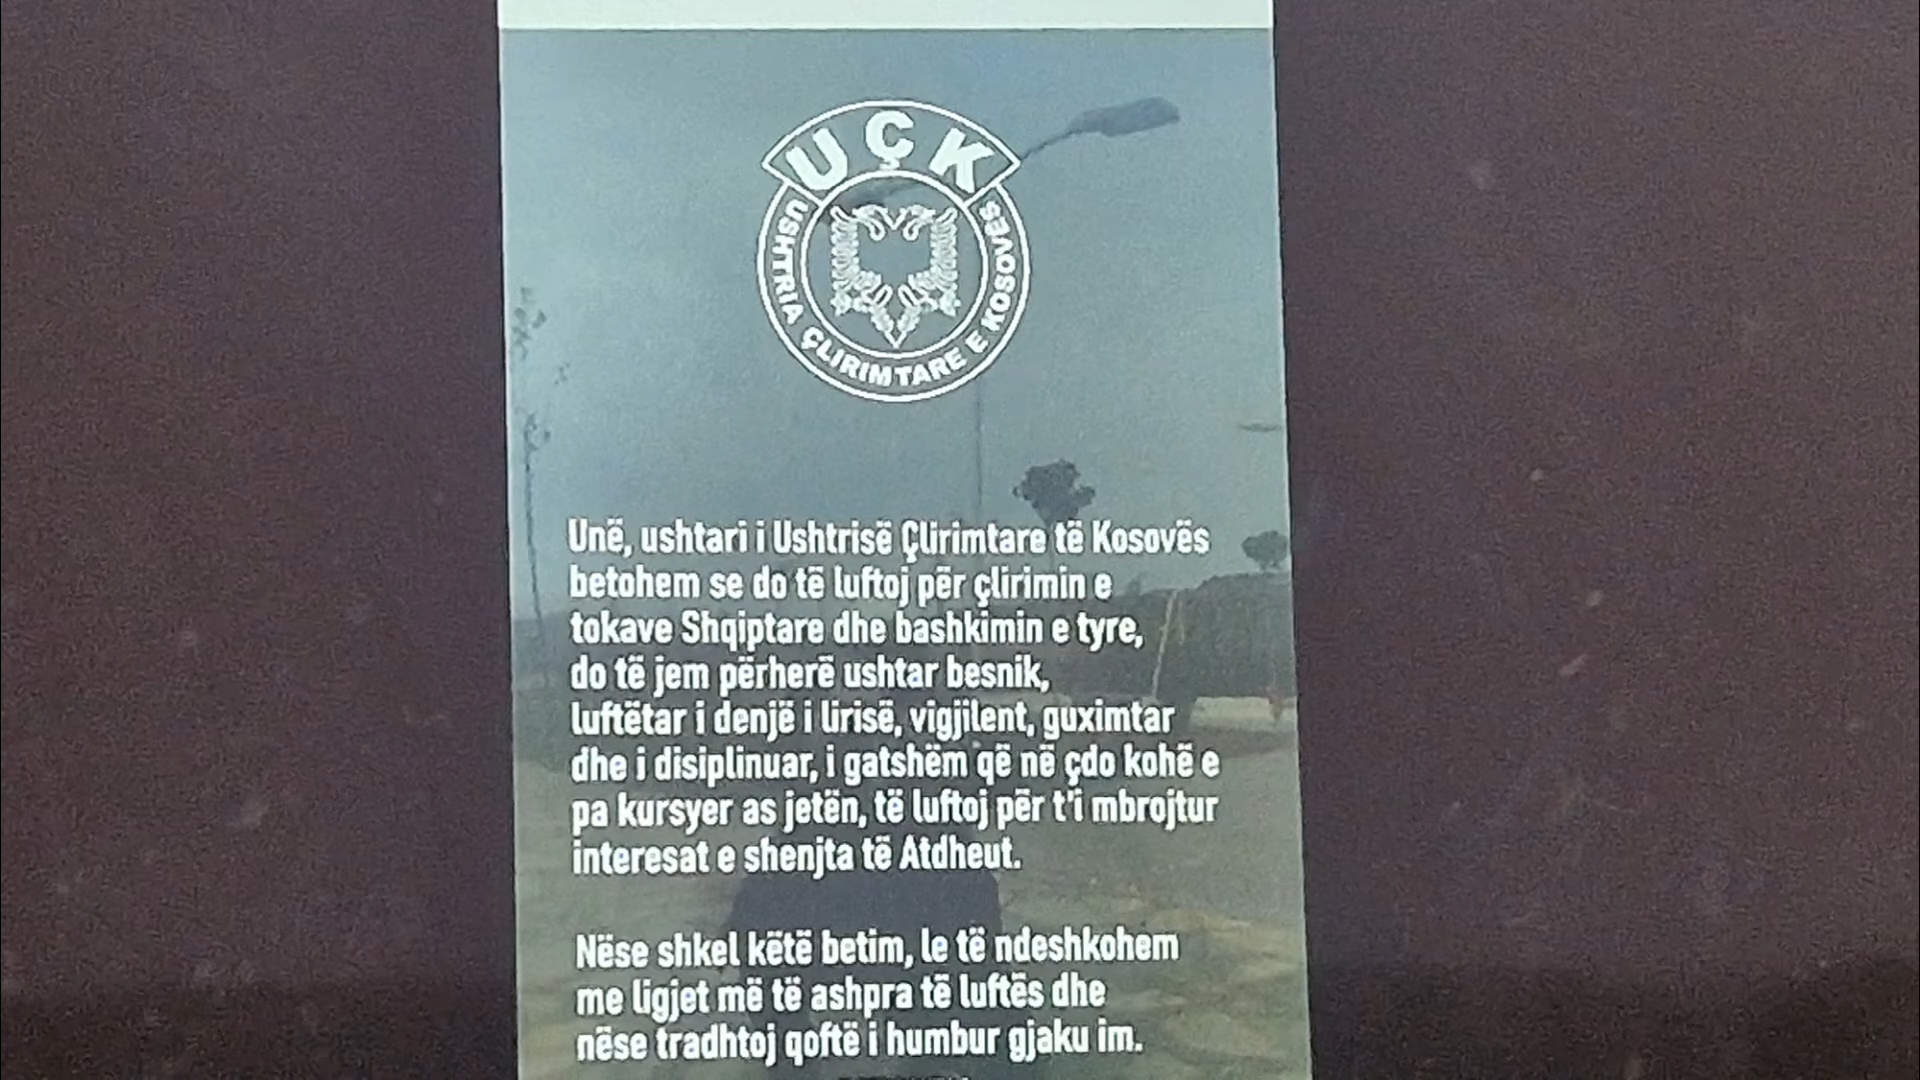 UÇK
USHTRIA ÇLIRIMTARE E KOSOVËS
Unë, ushtari i Ushtrisë Çlirimtare të Kosovës
betohem se do të luftoj për çlirimin e
tokave Shqiptare dhe bashkimin e tyre,
do të jem përherë ushtar besnik,
luftëtar i denjë i lirisë, vigjilent, guximtar
dhe i disiplinuar, i gatshëm që në çdo kohë e
pa kursyer as jetën, të luftoj për t'i mbrojtur
interesat e shenjta të Atdheut.
Nëse shkel këtë betim, le të ndeshkohem
me ligjet më të ashpra të luftës dhe
nëse tradhtoj qoftë i humbur gjaku im.